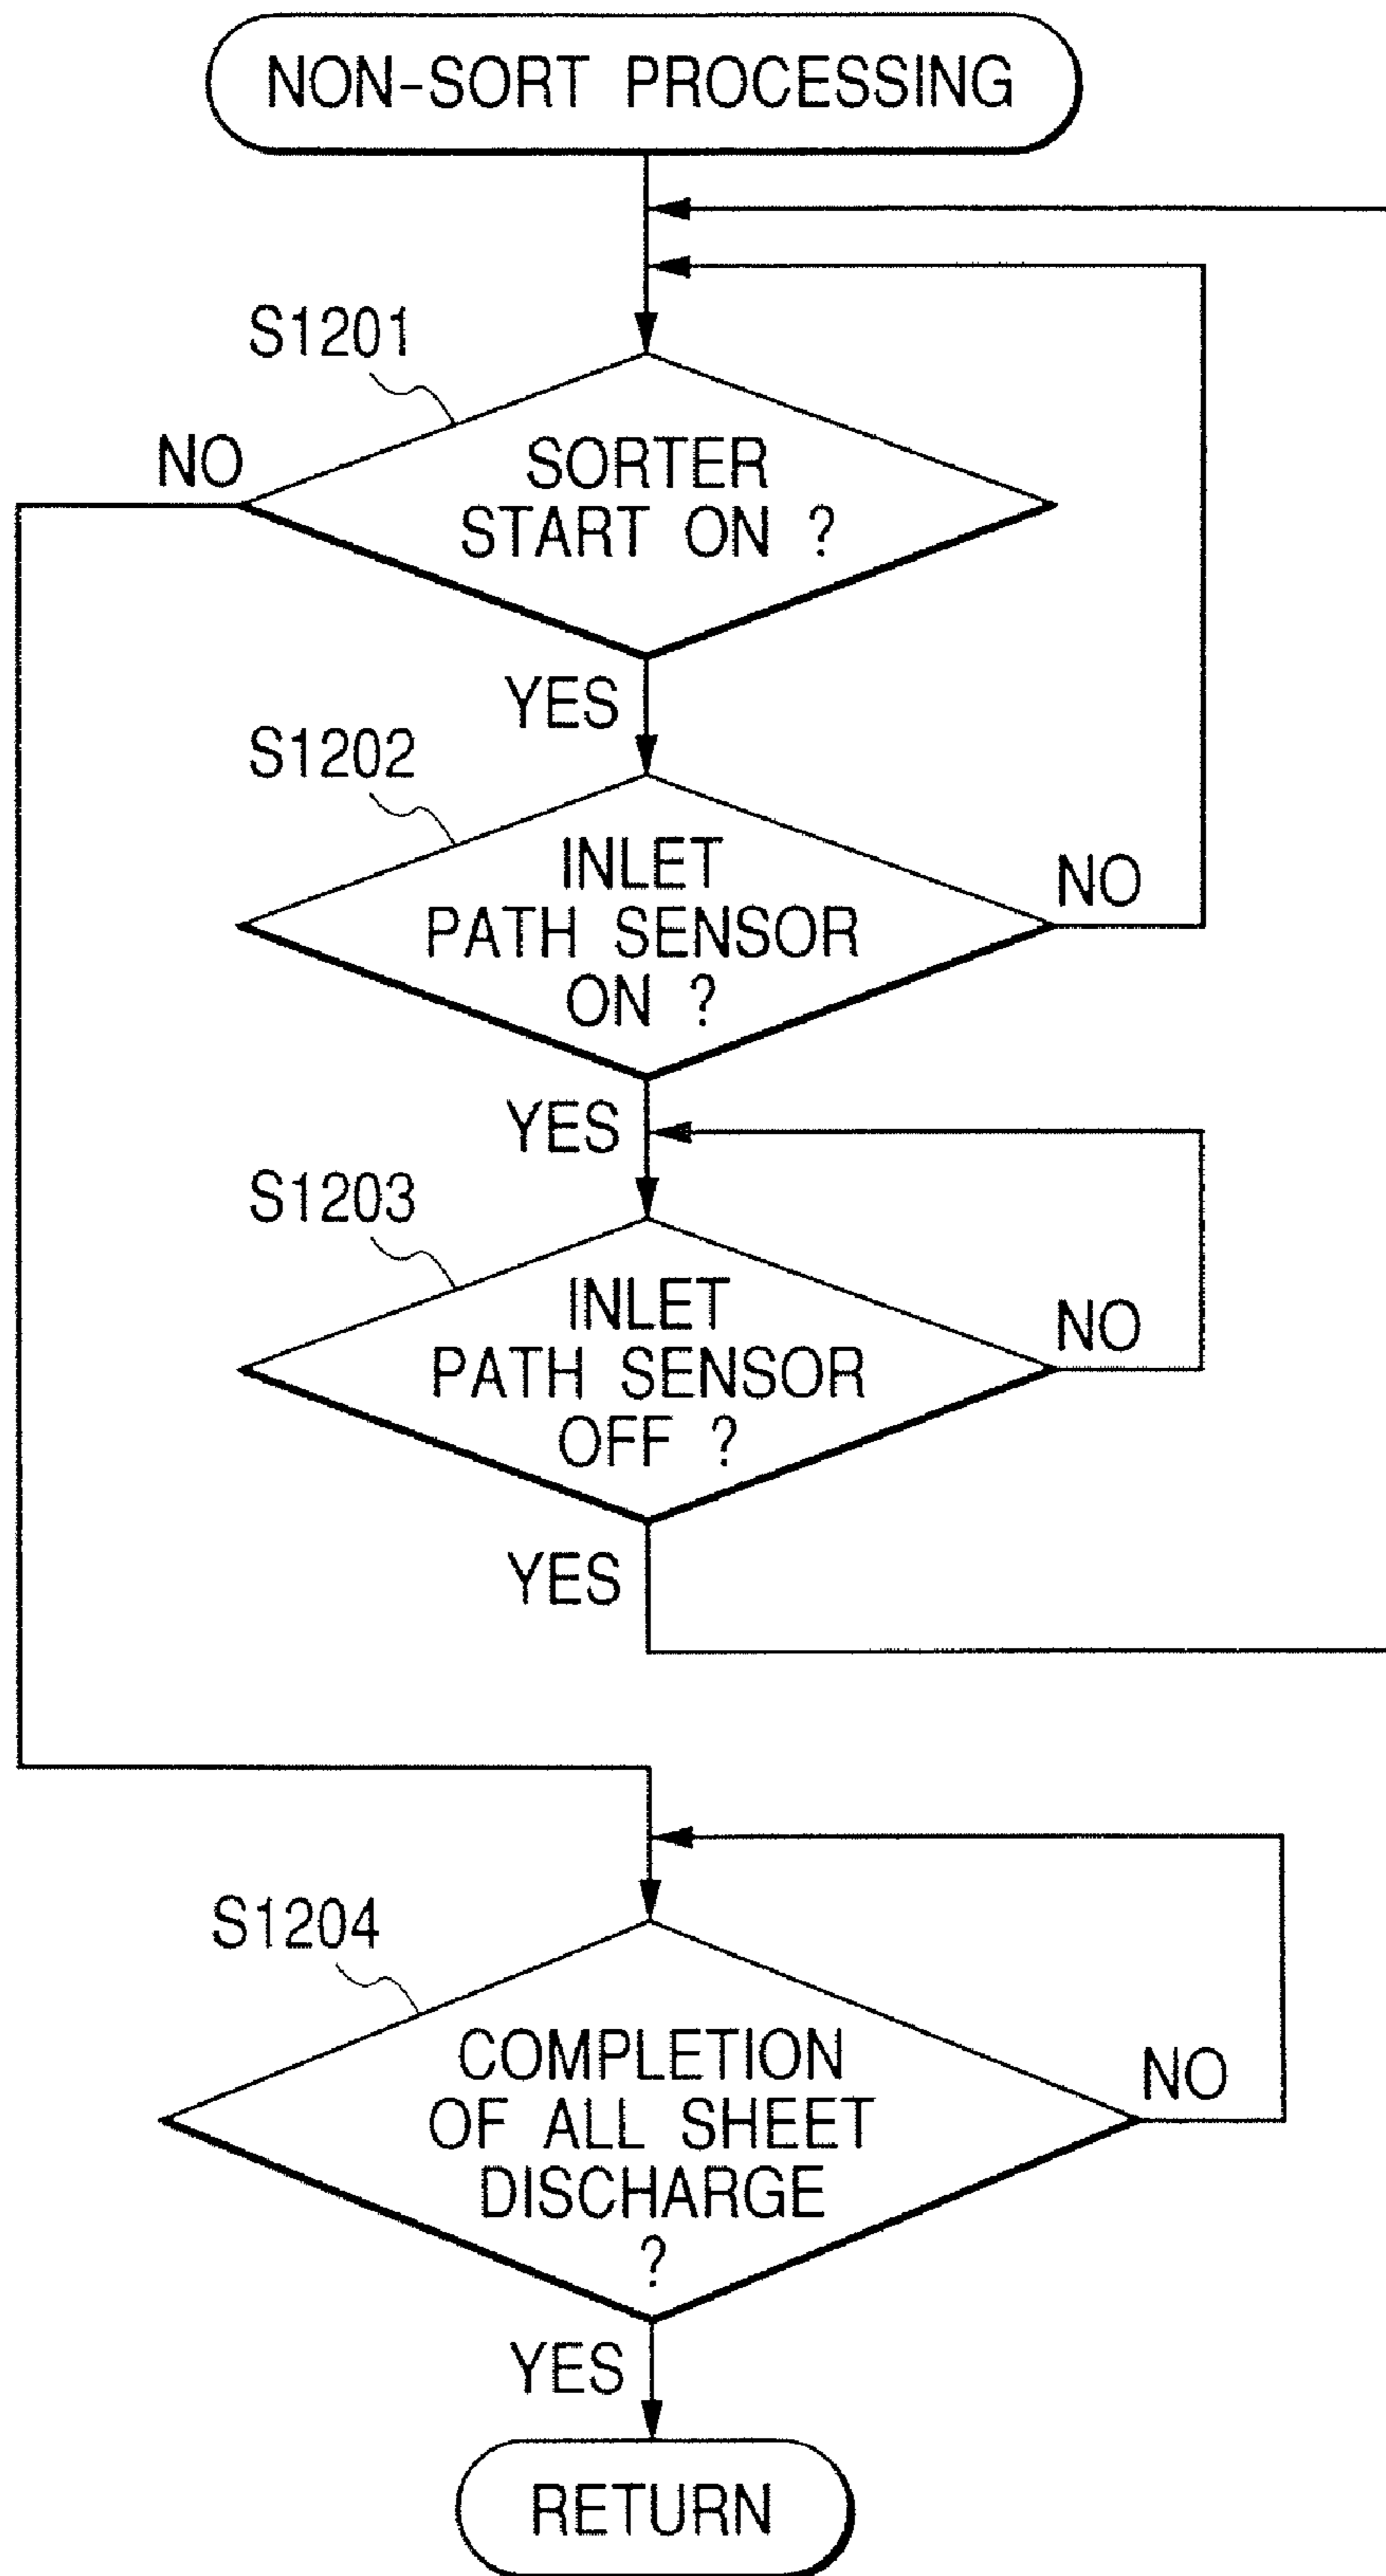 NON-SORT PROCESSING
S1201
NO
SORTER
START ON ?
YES
S1202
INLET
PATH SENSOR
ON ?
NO
YES
S1203
INLET
PATH SENSOR
OFF ?
NO
YES
S1204
COMPLETION
OF ALL SHEET
DISCHARGE
?
NO
YES
RETURN